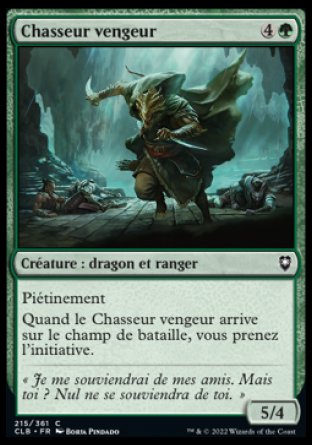 Chasseur vengeur 4
Créature : dragon et ranger
Piétinement
Quand le Chasseur vengeur arrive
sur le champ de bataille, vous prenez
l'initiative.
« Je me souviendrai de mes amis. Mais
toi ? Nul ne se souviendra de toi. »
5/4
215/361 C
CLB • FR Borja Pindado
™ & © 2022 Wizards of the Coast